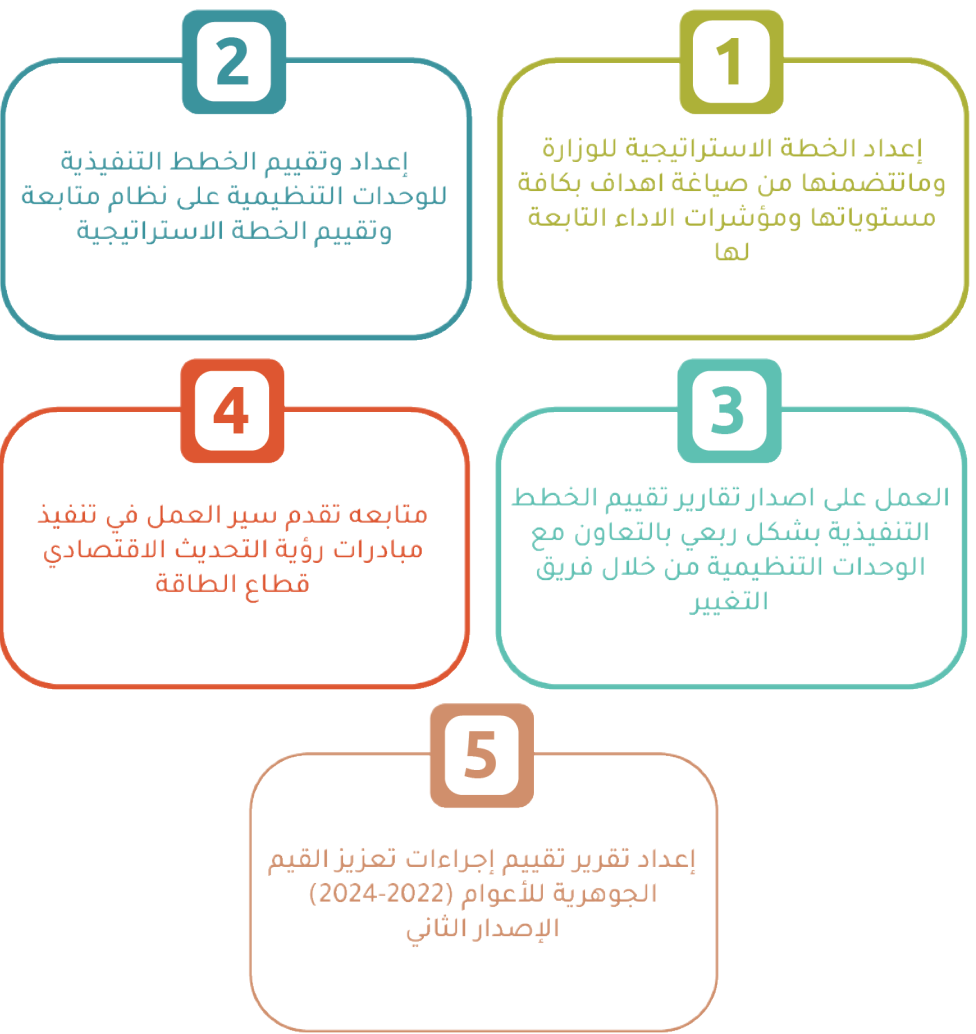 1
إعداد الخطة الاستراتيجية للوزارة
وماتتضمنها من صياغة اهداف بكافة
مستوياتها ومؤشرات الاداء التابعة
لها
2
إعداد وتقييم الخطط التنفيذية
للوحدات التنظيمية على نظام متابعة
وتقييم الخطة الاستراتيجية
3
العمل على اصدار تقارير تقييم الخطط
التنفيذية بشكل ربعي بالتعاون مع
الوحدات التنظيمية من خلال فريق
التغيير
4
متابعه تقدم سير العمل في تنفيذ
مبادرات رؤية التحديث الاقتصادي
قطاع الطاقة
5
إعداد تقرير تقييم إجراءات تعزيز القيم
الجوهرية للأعوام (2022-2024)
الإصدار الثاني